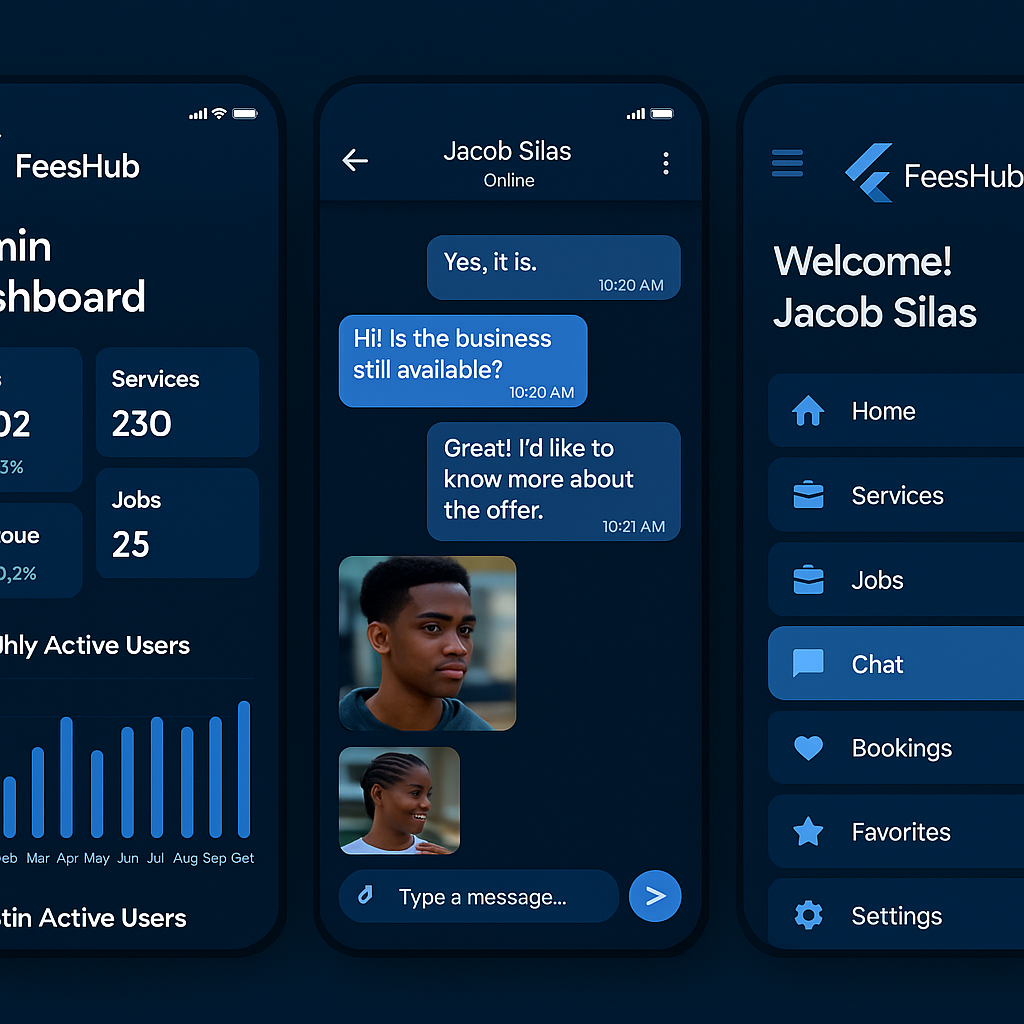 FeesHub
min
shboard
s
02
3%
Services
230
oue
0,2%
Jobs
25
hly Active Users
eb Mar Apr May Jun Jul Aug Sep Get
tin Active Users
Jacob Silas
Online
Yes, it is.
10:20 AM
Hi! Is the business
still available?
10:20 AM
Great! I'd like to
know more about
the offer.
10:21 AM
Type a message...
FeesHub
Welcome!
Jacob Silas
Home
Services
Jobs
Chat
Bookings
Favorites
Settings